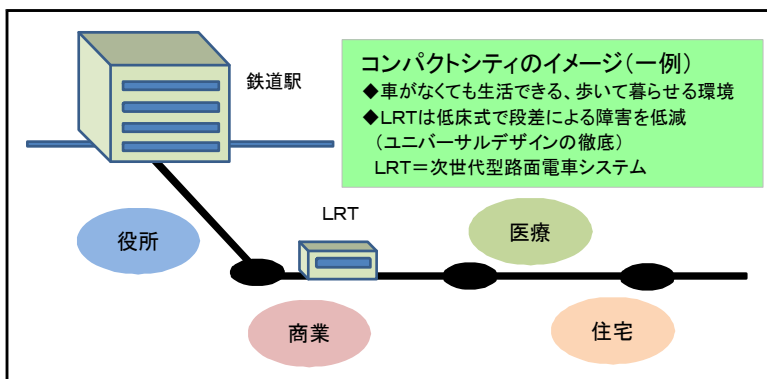 鉄道駅
コンパクトシティのイメージ(一例)
◆車がなくても生活できる、歩いて暮らせる環境
◆LRTは低床式で段差による障害を低減
(ユニバーサルデザインの徹底)
LRT=次世代型路面電車システム
役所
LRT
医療
商業
住宅